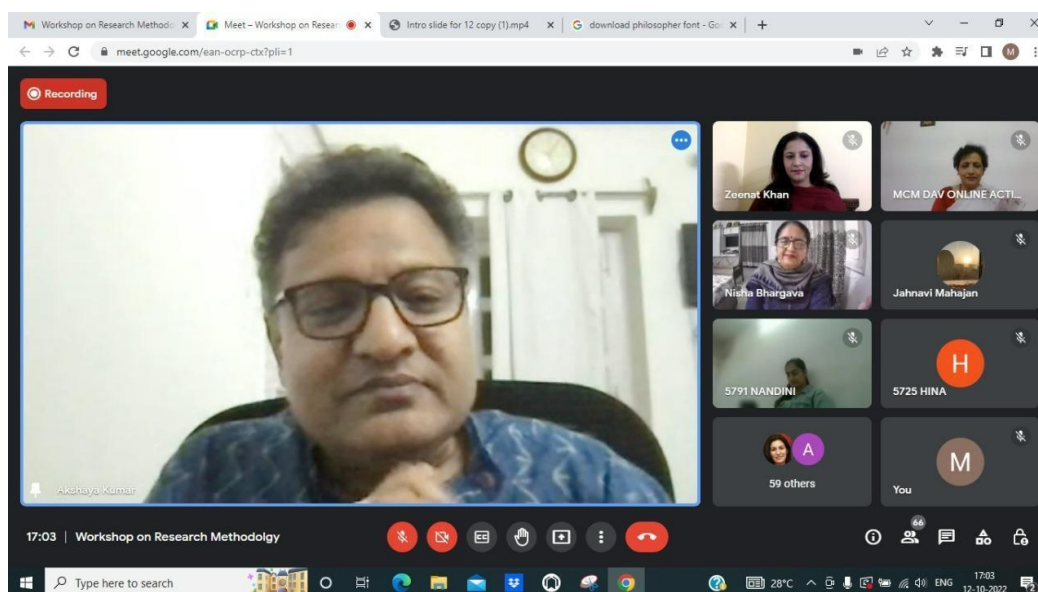 Workshop on Research Methodo
Meet – Workshop on Resear
Intro slide for 12 copy (1).mp4
download philosopher font - Go
meet.google.com/ean-ocrp-ctx?pli=1
M
Recording
Zeenat Khan
MCM DAV ONLINE ACTI...
Nisha Bhargava
Jahnavi Mahajan
5791 NANDINI
H
5725 HINA
A
59 others
M
You
Akshaya Kumar
66
17:03 | Workshop on Research Methodolgy
Type here to search
28°C
ENG
17:03
12-10-2022
2